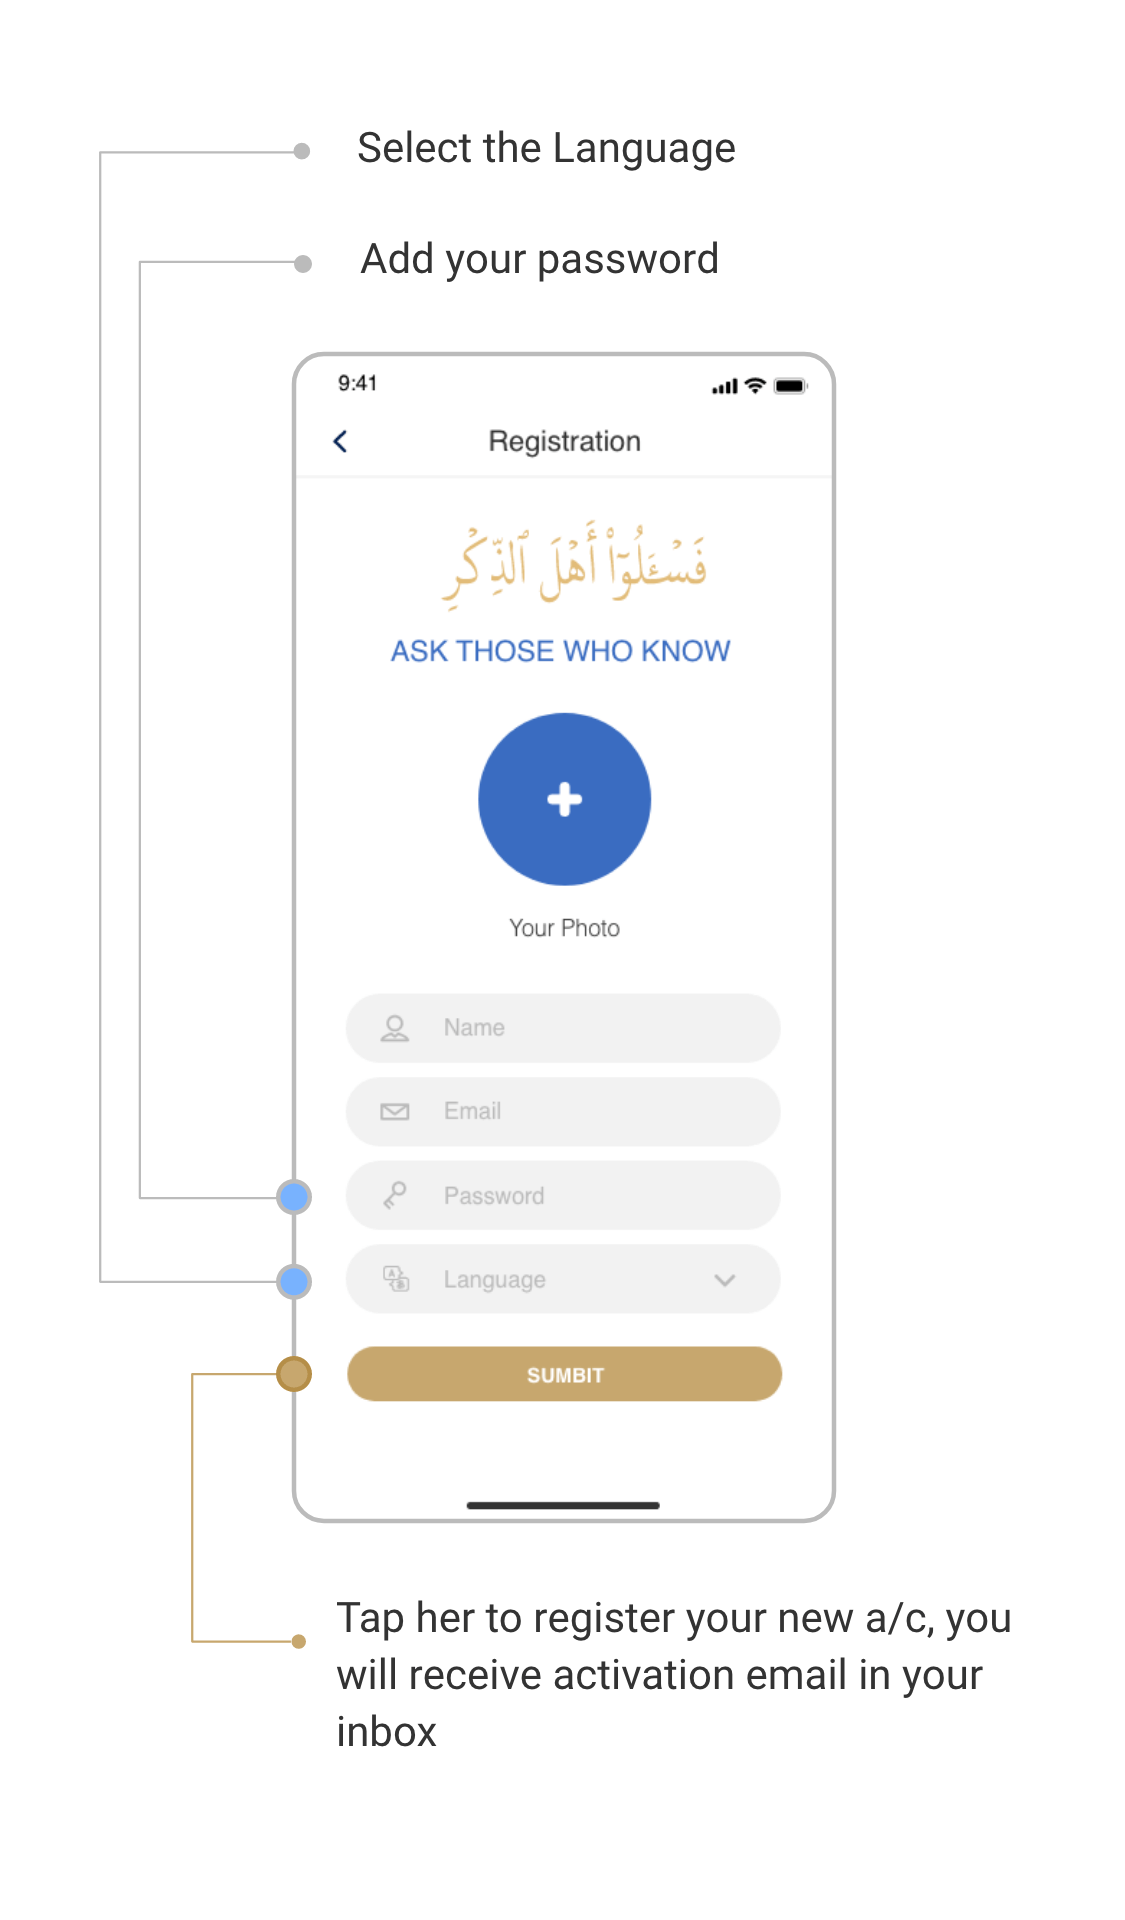 Select the Language
Add your password
9:41
Registration
فَسْـَٔلُوٓا۟ أَهْلَ ٱلذِّكْرِ
ASK THOSE WHO KNOW
Your Photo
Name
Email
Password
Language
SUMBIT
Tap her to register your new a/c, you
will receive activation email in your
inbox